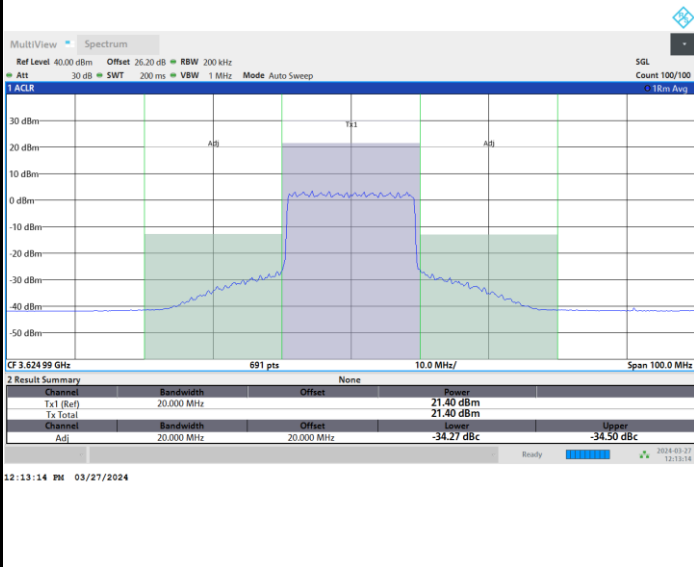 MultiView Spectrum
Ref Level 40.00 dBm Offset 26.20 dB RBW 200 kHz SGL
Att 30 dB SWT 200 ms VBW 1 MHz Mode Auto Sweep Count 100/100
1 ACLR 1Rm Avg
30 dBm
Tx1
20 dBm
Adj Adj
10 dBm
0 dBm
-10 dBm
-20 dBm
-30 dBm
-40 dBm
-50 dBm
CF 3.624 99 GHz 691 pts 10.0 MHz/ Span 100.0 MHz
2 Result Summary None
Channel Bandwidth Offset Power
Tx1 (Ref) 20.000 MHz 21.40 dBm
Tx Total 21.40 dBm
Channel Bandwidth Offset Lower Upper
Adj 20.000 MHz 20.000 MHz -34.27 dBc -34.50 dBc
Ready 2024-03-27
12:13:14
12:13:14 PM 03/27/2024